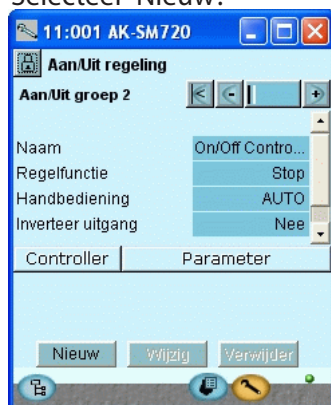 Selecteer 'Nieuw'.
11:001 AK-SM720
Aan/Uit regeling
Aan/Uit groep 2
Naam On/Off Contro...
Regelfunctie Stop
Handbediening AUTO
Inverteer uitgang Nee
Controller Parameter
Nieuw Wijzig Verwijder